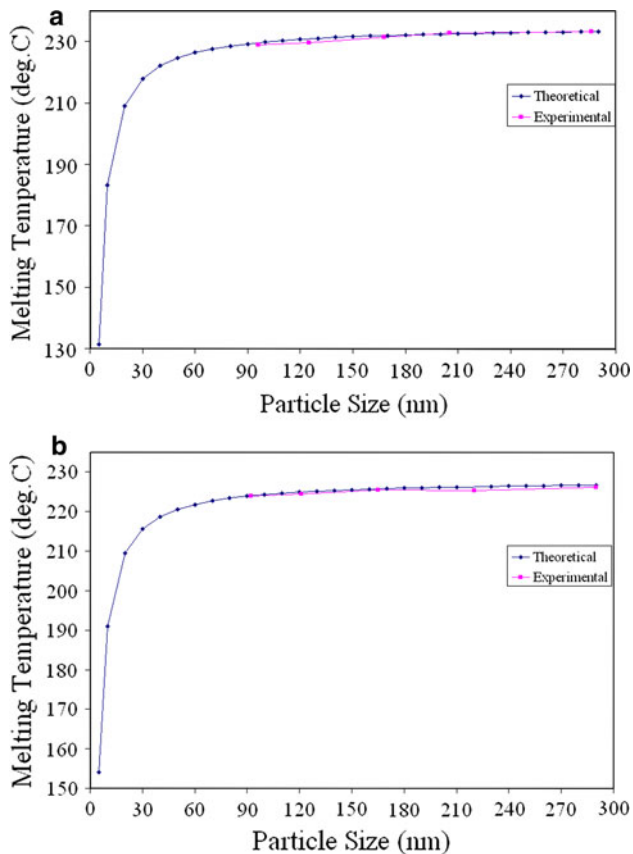 a
Melting Temperature (deg.C)
230
210
190
170
150
130
0 30 60 90 120 150 180 210 240 270 300
Particle Size (nm)
Theoretical
Experimental
b
Melting Temperature (deg.C)
230
220
210
200
190
180
170
160
150
0 30 60 90 120 150 180 210 240 270 300
Particle Size (nm)
Theoretical
Experimental